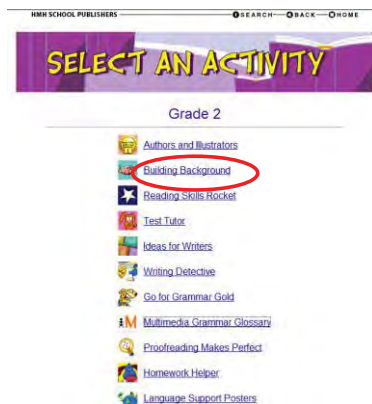 HMH SCHOOL PUBLISHERS SEARCH BACK HOME
SELECT AN ACTIVITY
Grade 2
Authors and Illustrators
Building Background
Reading Skills Rocket
Test Tutor
Ideas for Writers
Writing Detective
Go for Grammar Gold
Multimedia Grammar Glossary
Proofreading Makes Perfect
Homework Helper
Language Support Posters